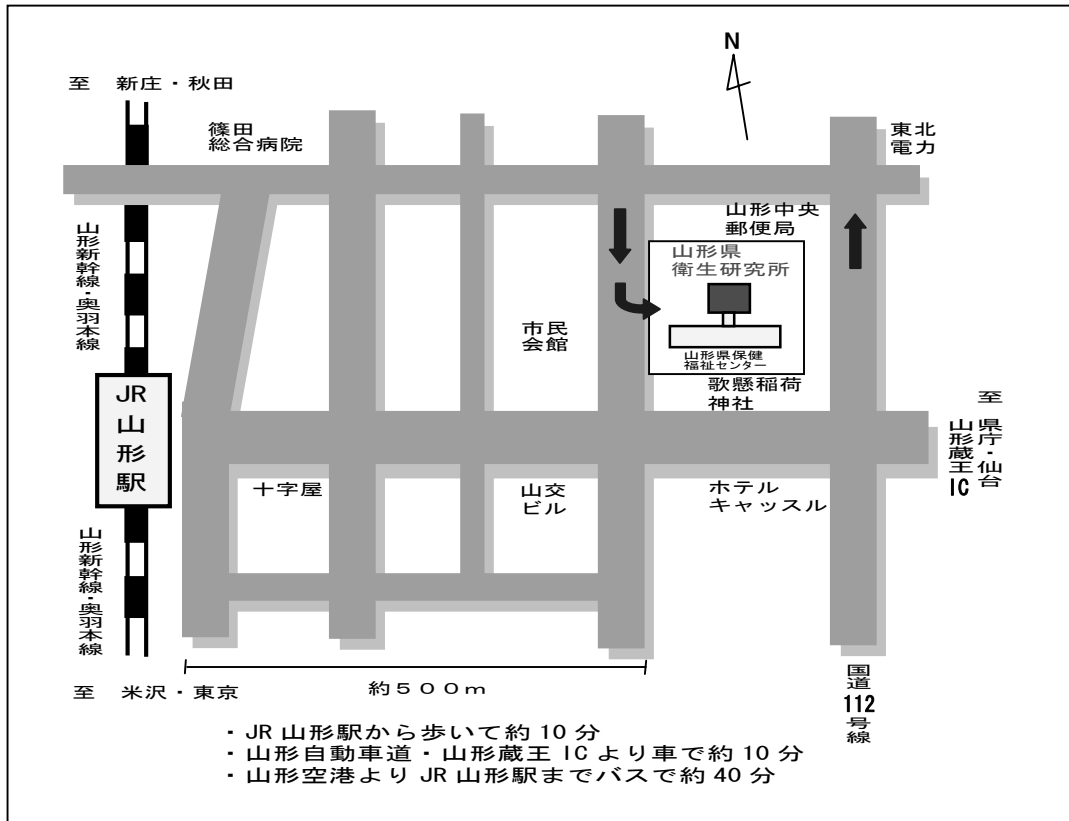 N
至 新庄・秋田
篠田
総合病院
東北
電力
山形新幹線・奥羽本線
山形中央
郵便局
山形県
衛生研究所
市民
会館
山形県保健
福祉センター
歌懸稲荷
神社
JR
山
形
駅
至 県庁・仙台
山形蔵王IC
十字屋
山交
ビル
ホテル
キャッスル
山形新幹線・奥羽本線
至 米沢・東京
約500m
国道112号線
・JR 山形駅から歩いて約 10 分
・山形自動車道・山形蔵王 IC より車で約 10 分
・山形空港より JR 山形駅までバスで約 40 分